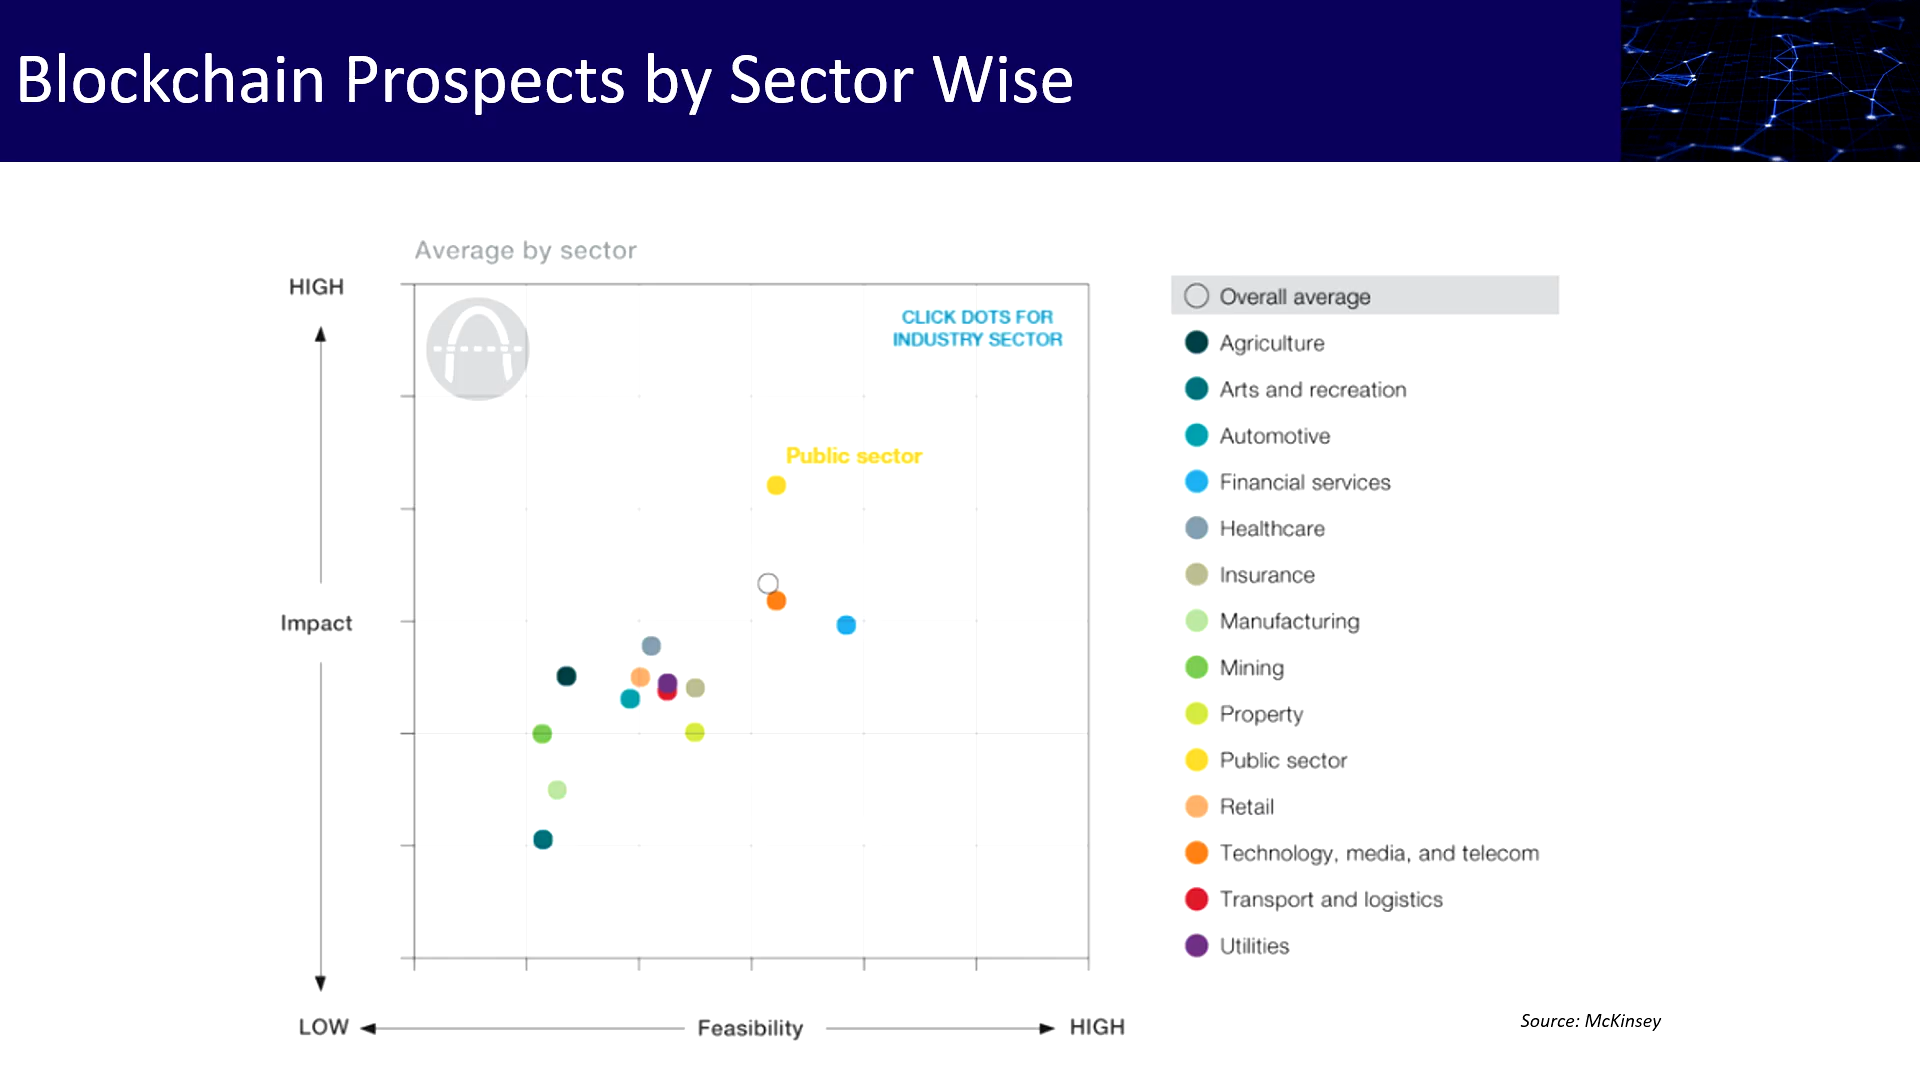 Blockchain Prospects by Sector Wise
Average by sector
HIGH
CLICK DOTS FOR
INDUSTRY SECTOR
Public sector
Impact
LOW
Feasibility
HIGH
Overall average
Agriculture
Arts and recreation
Automotive
Financial services
Healthcare
Insurance
Manufacturing
Mining
Property
Public sector
Retail
Technology, media, and telecom
Transport and logistics
Utilities
Source: McKinsey